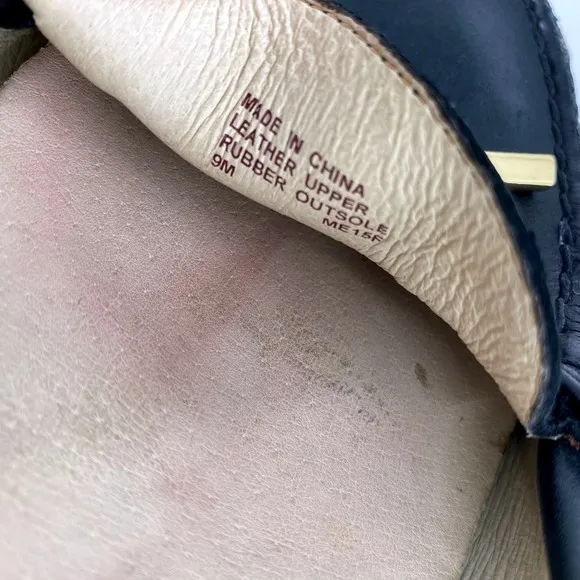 MADE IN CHINA
LEATHER UPPER
RUBBER OUTSOLE
9M ME15F